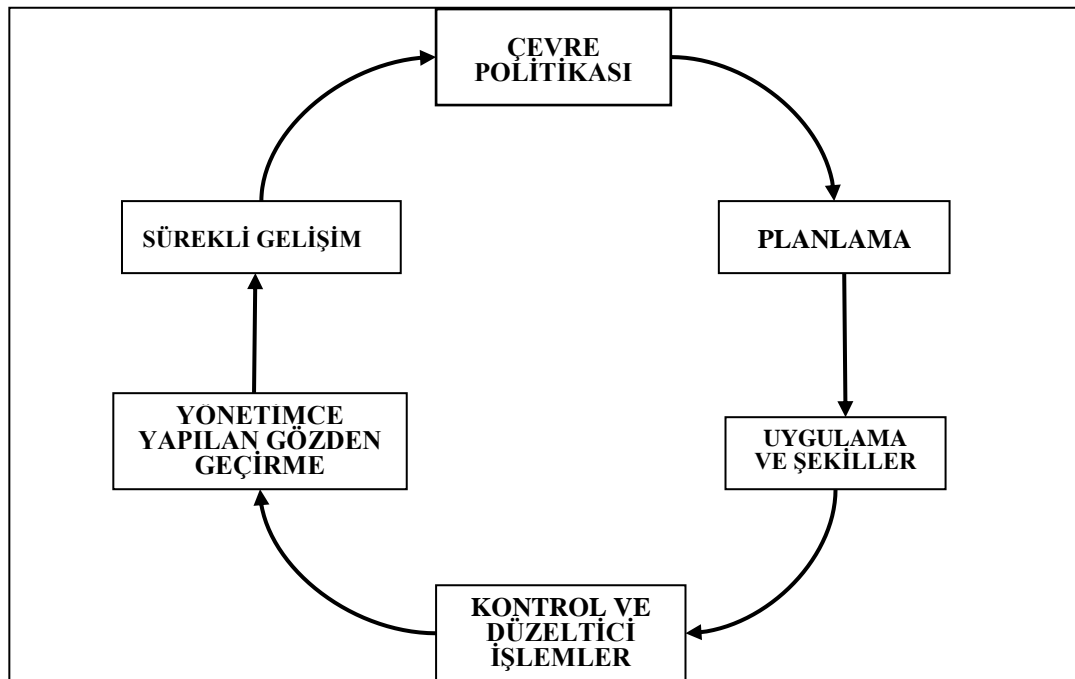 ÇEVRE
POLİTİKASI
PLANLAMA
UYGULAMA
VE ŞEKİLLER
KONTROL VE
DÜZELTİCİ
İŞLEMLER
YÖNETİMCE
YAPILAN GÖZDEN
GEÇİRME
SÜREKLİ GELİŞİM